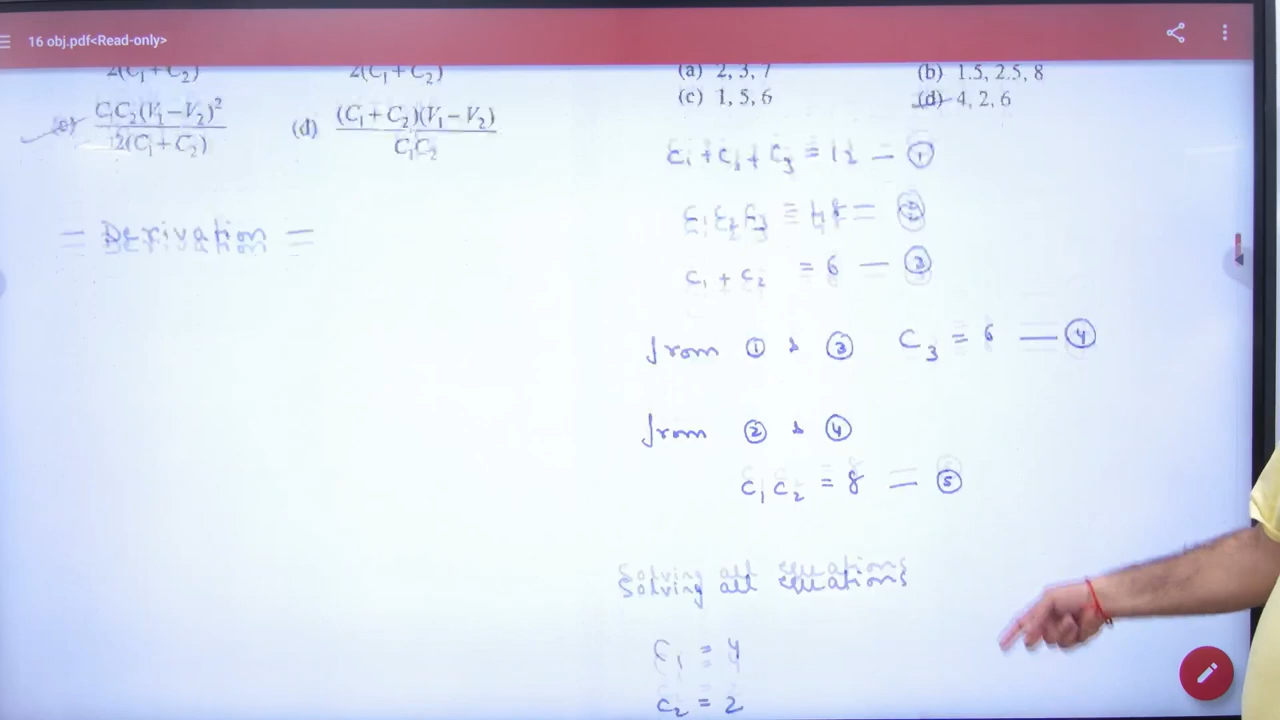 16 obj.pdf<Read-only>
2(C₁+C₂)
2(C₁+C₂)
(c) C₁C₂(V₁−V₂)² / 2(C₁+C₂)
(d) (C₁+C₂)(V₁−V₂) / C₁C₂
= Derivation =
(a) 2, 3, 7
(b) 1.5, 2.5, 8
(c) 1, 5, 6
(d) 4, 2, 6
= 12 — ①
C₁C₂C₃ = 48 — ②
C₁ + C₂ = 6 — ③
from ① & ③ C₃ = 6 — ④
from ② & ④
C₁C₂ = 8 — ⑤
Solving all equations
C₁ = 4
C₂ = 2